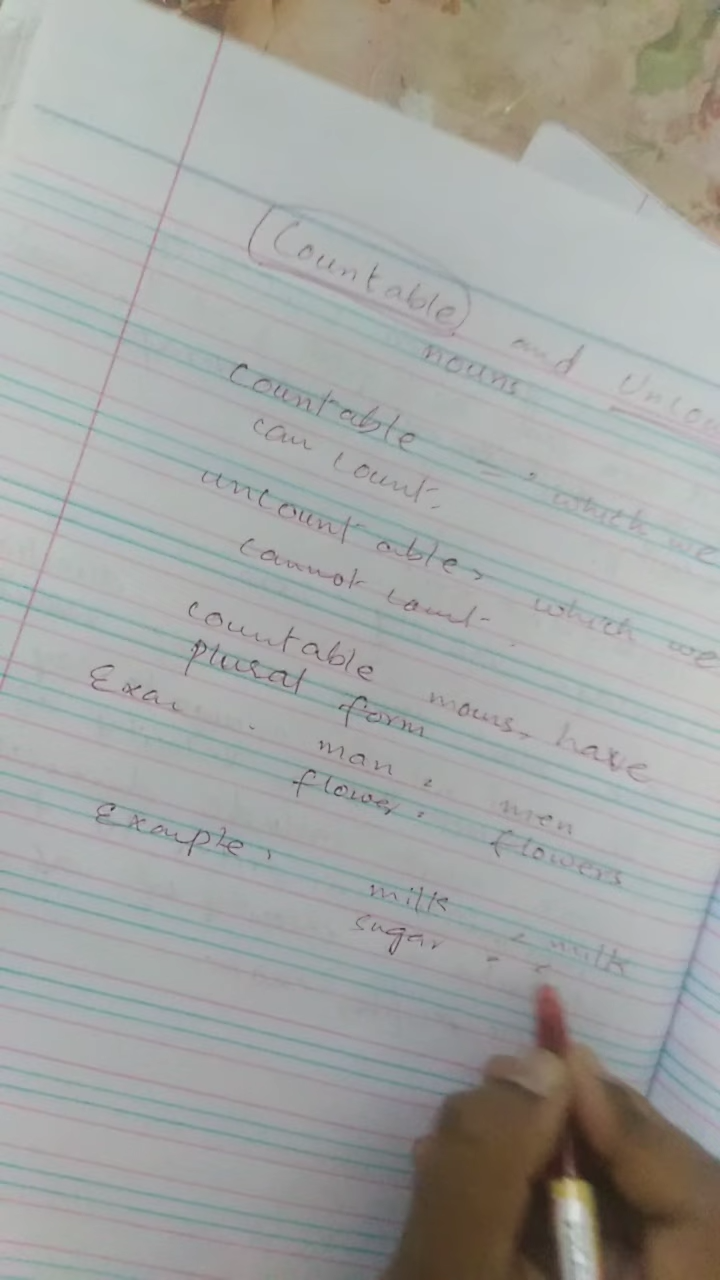 Countable and Uncou
nouns
Countable = which we
can count.
uncountable, which we
cannot count.
countable nouns, have
plural form
Exa
man . men
flower . flowers
Example,
milk - milk
sugar -